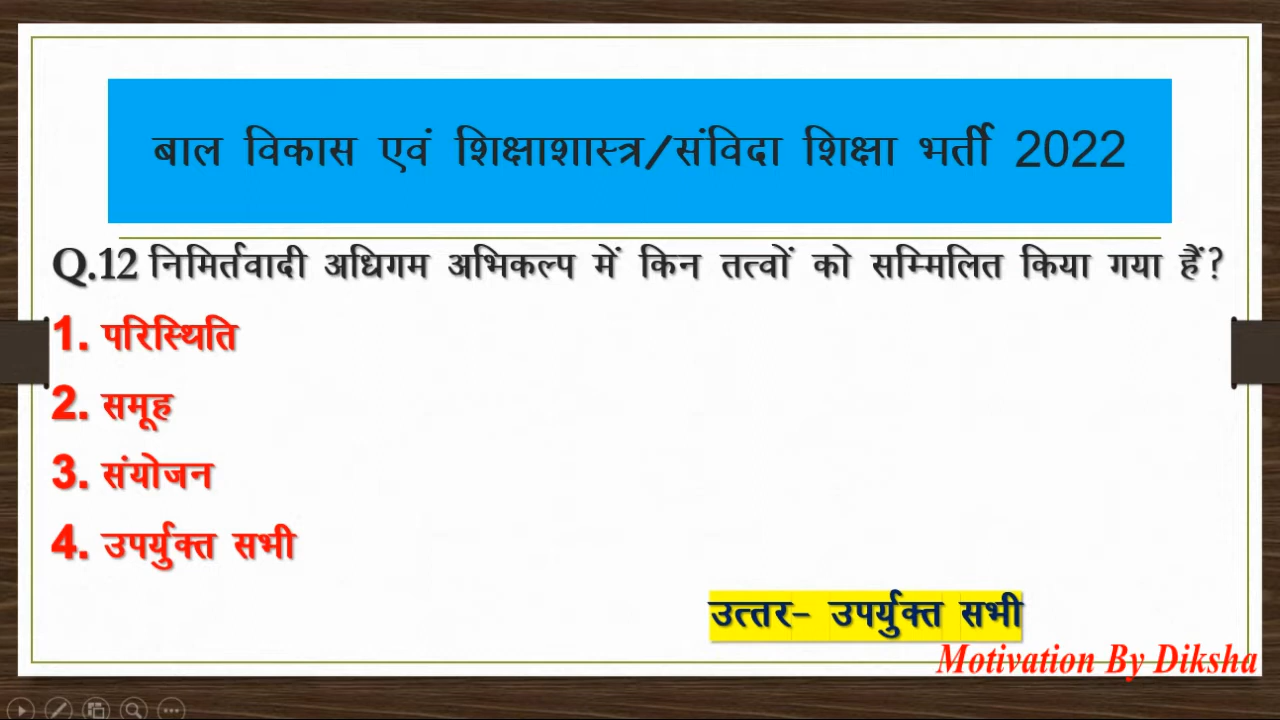 बाल विकास एवं शिक्षाशास्त्र/संविदा शिक्षा भर्ती 2022
Q.12 निमिर्तवादी अधिगम अभिकल्प में किन तत्वों को सम्मिलित किया गया हैं?
1. परिस्थिति
2. समूह
3. संयोजन
4. उपर्युक्त सभी
उत्तर- उपर्युक्त सभी
Motivation By Diksha